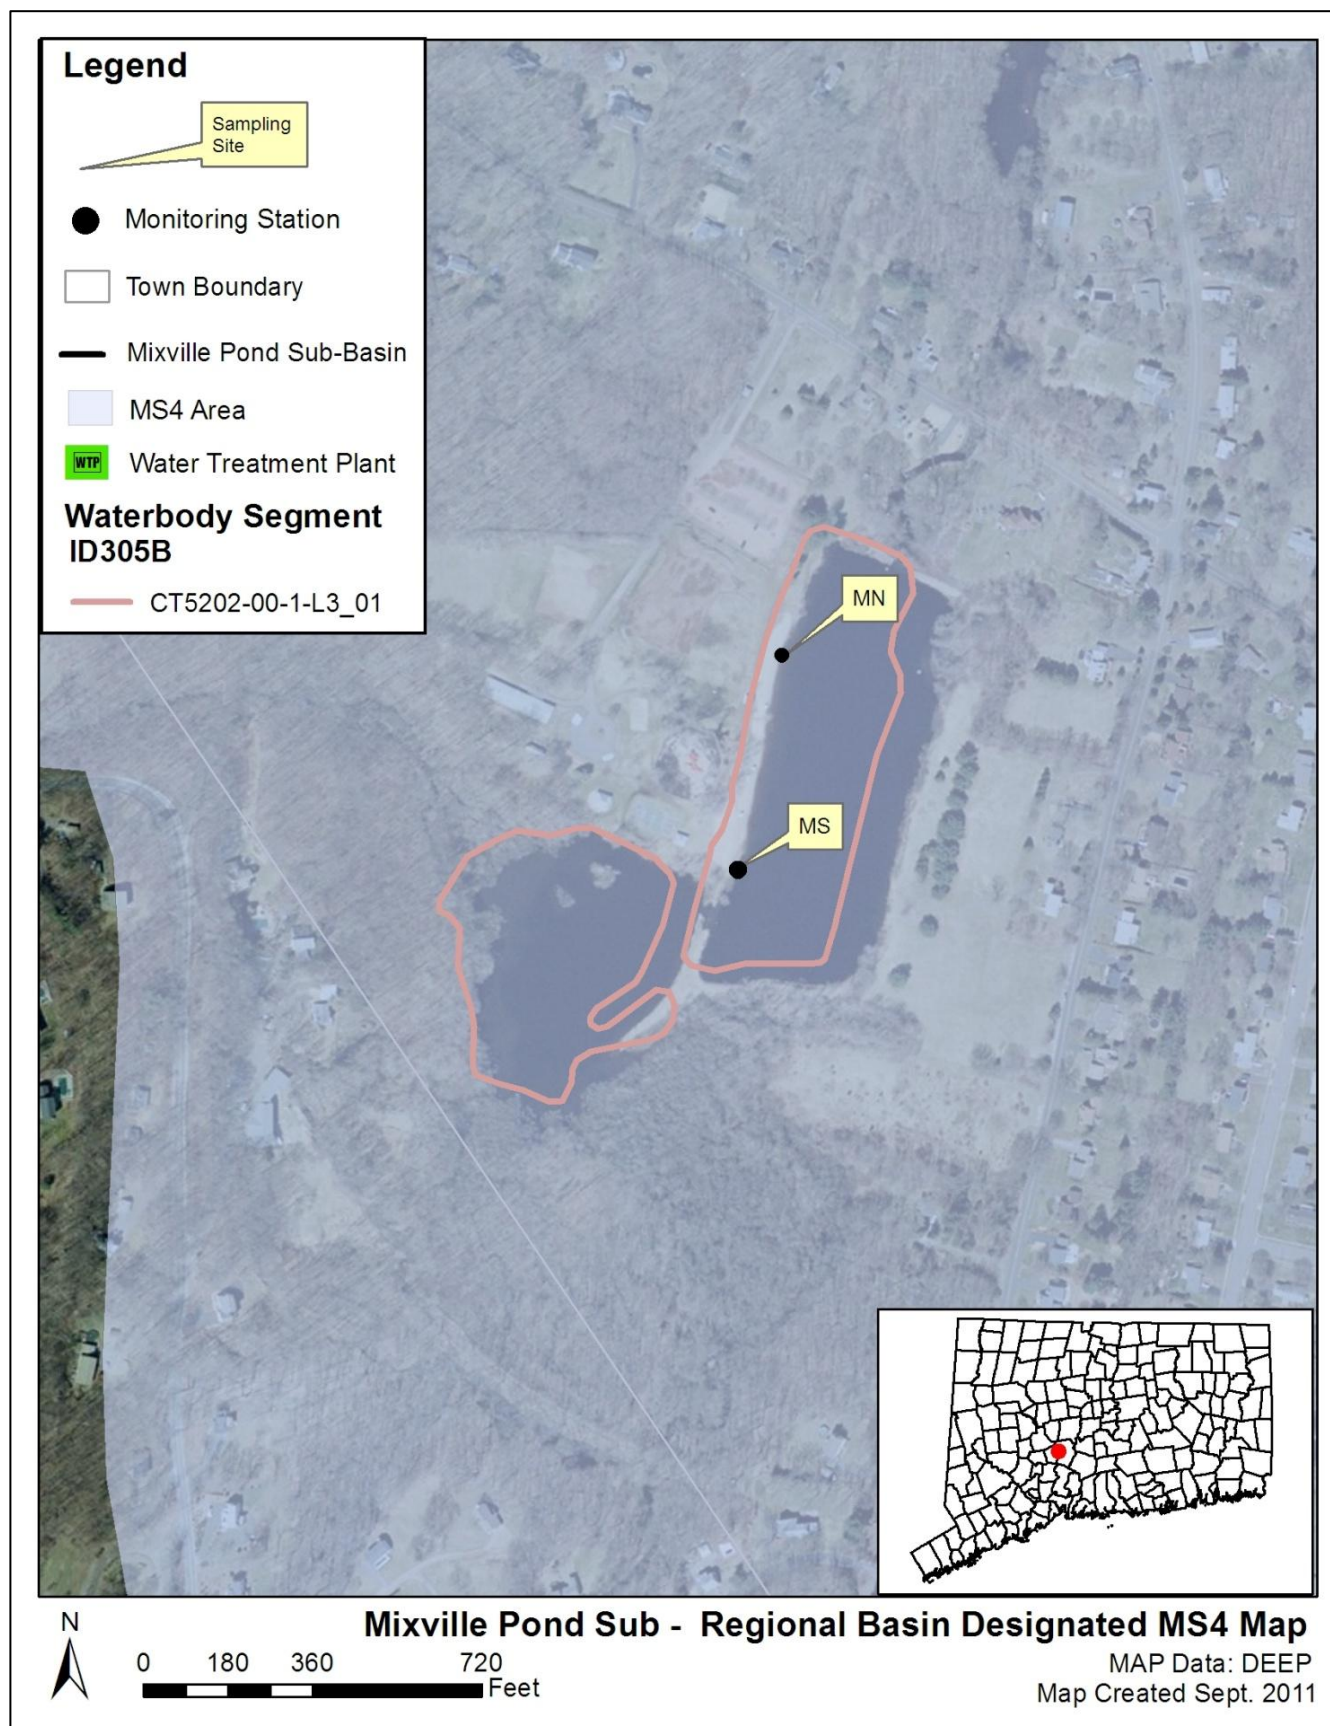 Legend
Sampling
Site
Monitoring Station
Town Boundary
Mixville Pond Sub-Basin
MS4 Area
WTP Water Treatment Plant
Waterbody Segment
ID305B
CT5202-00-1-L3_01
MN
MS
N
0 180 360 720
Feet
Mixville Pond Sub - Regional Basin Designated MS4 Map
MAP Data: DEEP
Map Created Sept. 2011